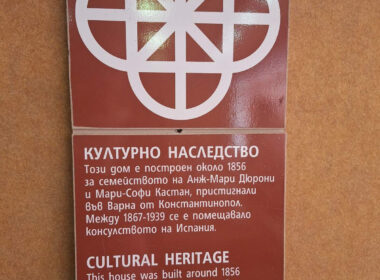 КУЛТУРНО НАСЛЕДСТВО
Този дом е построен около 1856
за семейството на Анж-Мари Дюрони
и Мари-Софи Кастан, пристигнали
във Варна от Константинопол.
Между 1867-1939 се е помещавало
консулството на Испания.
CULTURAL HERITAGE
This house was built around 1856